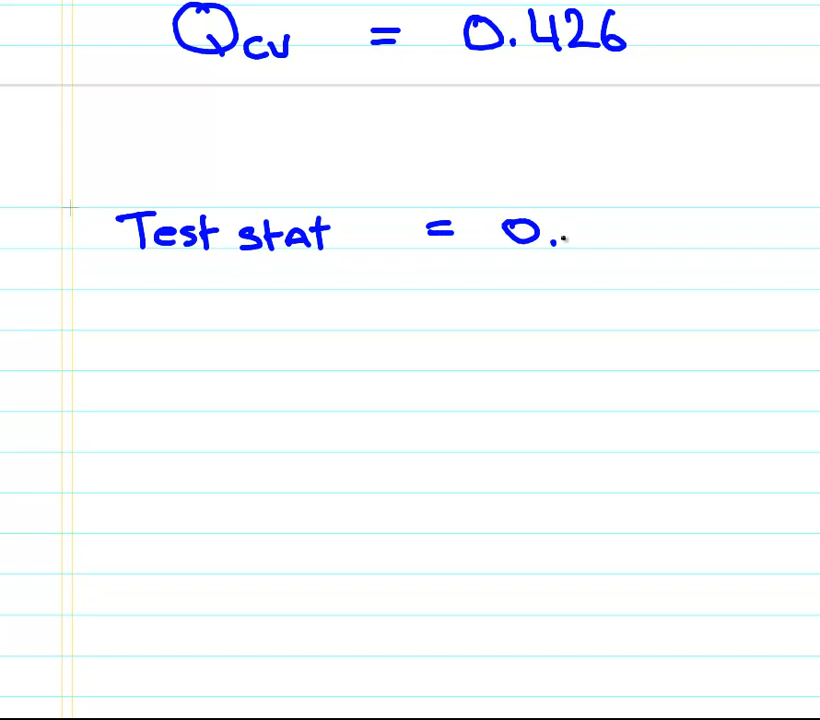 Qcv = 0.426
Test stat = 0.